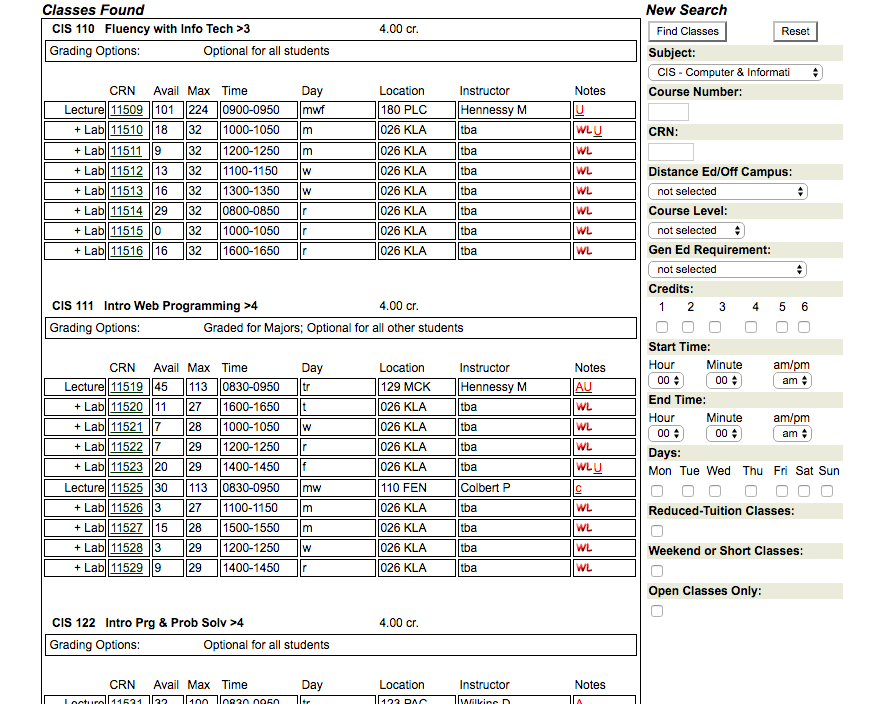 Classes Found
CIS 110 Fluency with Info Tech >3 4.00 cr.
Grading Options: Optional for all students
CRN Avail Max Time Day Location Instructor Notes
Lecture 11509 101 224 0900-0950 mwf 180 PLC Hennessy M U
+ Lab 11510 18 32 1000-1050 m 026 KLA tba WL U
+ Lab 11511 9 32 1200-1250 m 026 KLA tba WL
+ Lab 11512 13 32 1100-1150 w 026 KLA tba WL
+ Lab 11513 16 32 1300-1350 w 026 KLA tba WL
+ Lab 11514 29 32 0800-0850 r 026 KLA tba WL
+ Lab 11515 0 32 1000-1050 r 026 KLA tba WL
+ Lab 11516 16 32 1600-1650 r 026 KLA tba WL
CIS 111 Intro Web Programming >4 4.00 cr.
Grading Options: Graded for Majors; Optional for all other students
CRN Avail Max Time Day Location Instructor Notes
Lecture 11519 45 113 0830-0950 tr 129 MCK Hennessy M AU
+ Lab 11520 11 27 1600-1650 t 026 KLA tba WL
+ Lab 11521 7 28 1000-1050 w 026 KLA tba WL
+ Lab 11522 7 29 1200-1250 r 026 KLA tba WL
+ Lab 11523 20 29 1400-1450 f 026 KLA tba WL U
Lecture 11525 30 113 0830-0950 mw 110 FEN Colbert P c
+ Lab 11526 3 27 1100-1150 m 026 KLA tba WL
+ Lab 11527 15 28 1500-1550 m 026 KLA tba WL
+ Lab 11528 3 29 1200-1250 w 026 KLA tba WL
+ Lab 11529 9 29 1400-1450 r 026 KLA tba WL
CIS 122 Intro Prg & Prob Solv >4 4.00 cr.
Grading Options: Optional for all students
CRN Avail Max Time Day Location Instructor Notes
Lecture 11531 32 100 0830-0950 tr 123 PAC Wilkins D A
New Search
Find Classes Reset
Subject:
CIS - Computer & Informati
Course Number:
CRN:
Distance Ed/Off Campus:
not selected
Course Level:
not selected
Gen Ed Requirement:
not selected
Credits:
1 2 3 4 5 6
Start Time:
Hour Minute am/pm
00 00 am
End Time:
Hour Minute am/pm
00 00 am
Days:
Mon Tue Wed Thu Fri Sat Sun
Reduced-Tuition Classes:
Weekend or Short Classes:
Open Classes Only: